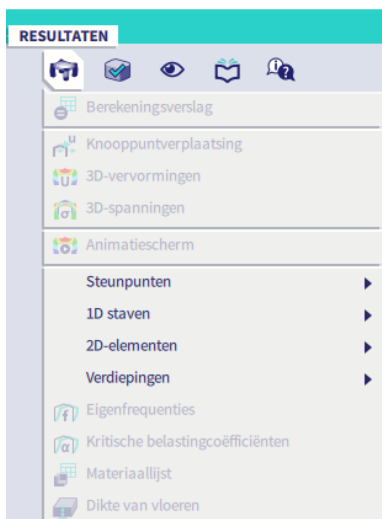 RESULTATEN
Berekeningsverslag
Knooppuntverplaatsing
3D-vervormingen
3D-spanningen
Animatiescherm
Steunpunten
1D staven
2D-elementen
Verdiepingen
Eigenfrequenties
Kritische belastingcoëfficiënten
Materiaallijst
Dikte van vloeren